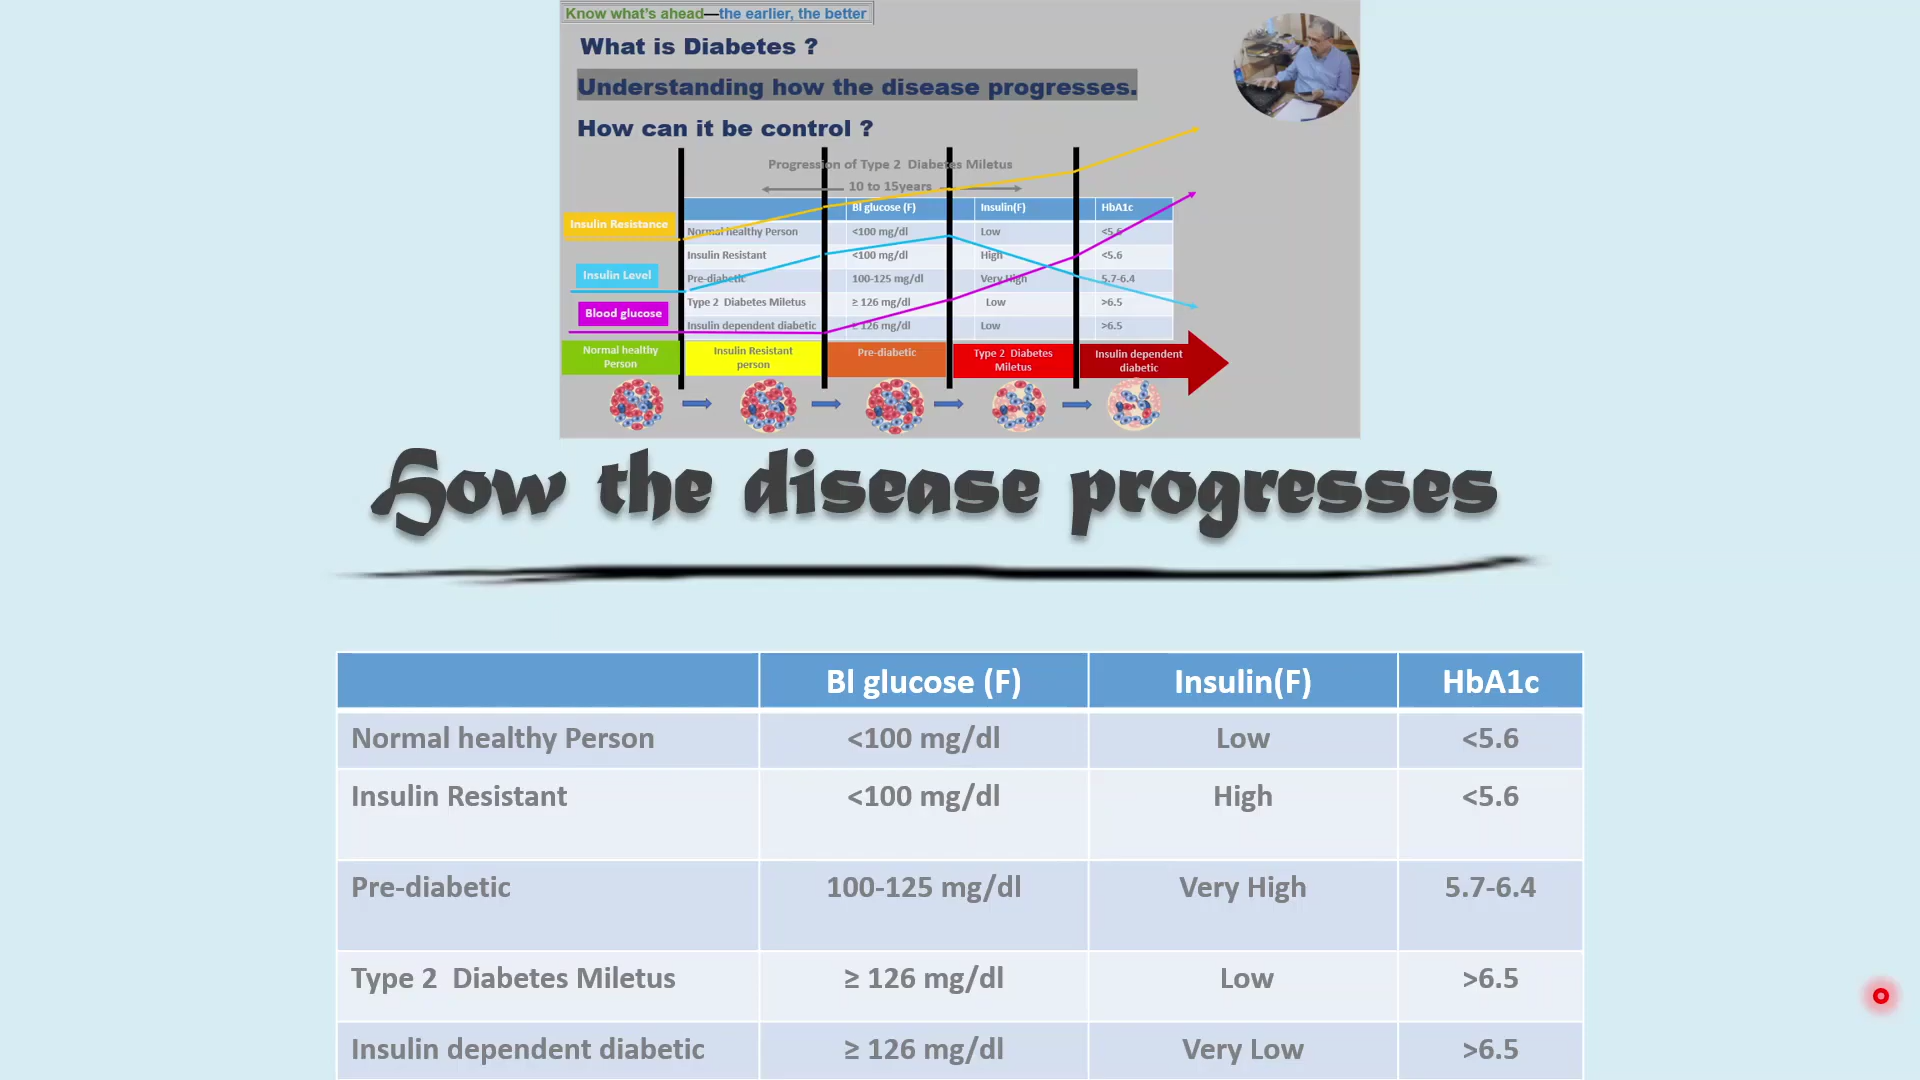 Know what's ahead—the earlier, the better
What is Diabetes ?
Understanding how the disease progresses.
How can it be control ?
Progression of Type 2 Diabetes Miletus
10 to 15years
Insulin Resistance
Insulin Level
Blood glucose
Bl glucose (F) Insulin(F) HbA1c
Normal healthy Person <100 mg/dl Low <5.6
Insulin Resistant <100 mg/dl High <5.6
Pre-diabetic 100-125 mg/dl Very High 5.7-6.4
Type 2 Diabetes Miletus ≥ 126 mg/dl Low >6.5
Insulin dependent diabetic ≥ 126 mg/dl Low >6.5
Normal healthy
Person
Insulin Resistant
person
Pre-diabetic
Type 2 Diabetes
Miletus
Insulin dependent
diabetic
How the disease progresses
Bl glucose (F) Insulin(F) HbA1c
Normal healthy Person <100 mg/dl Low <5.6
Insulin Resistant <100 mg/dl High <5.6
Pre-diabetic 100-125 mg/dl Very High 5.7-6.4
Type 2 Diabetes Miletus ≥ 126 mg/dl Low >6.5
Insulin dependent diabetic ≥ 126 mg/dl Very Low >6.5